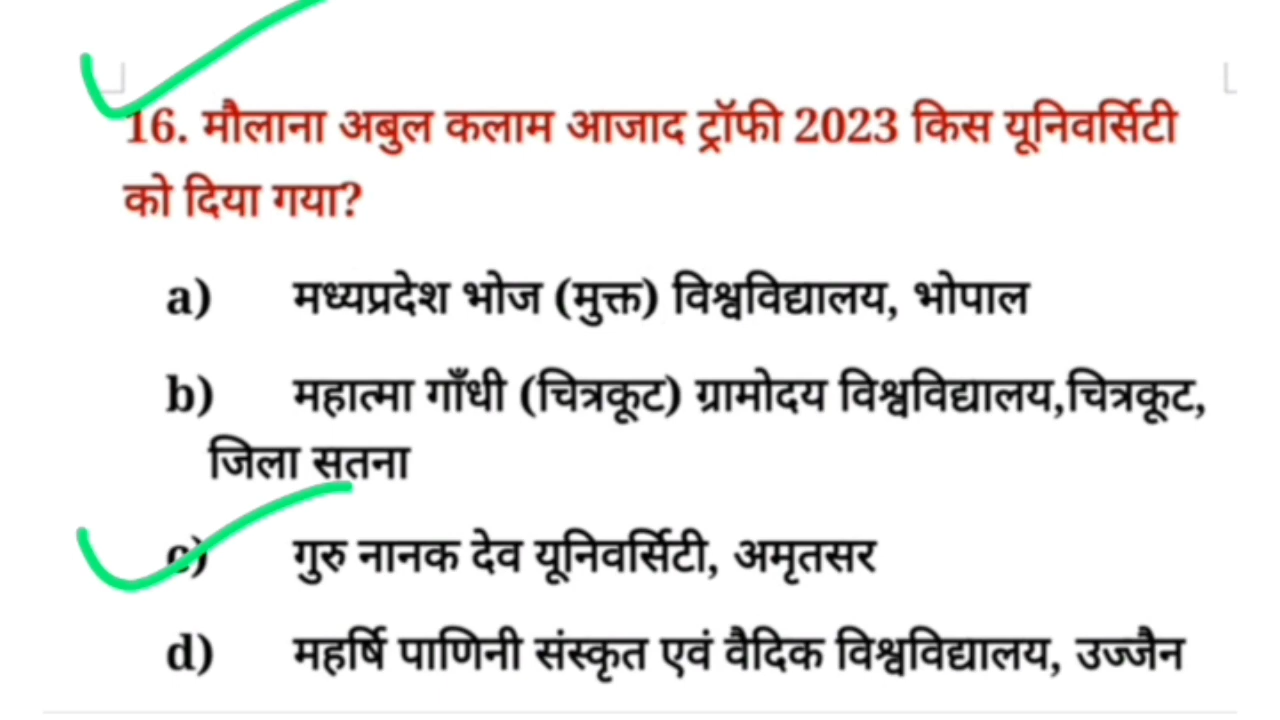 16. मौलाना अबुल कलाम आजाद ट्रॉफी 2023 किस यूनिवर्सिटी
को दिया गया?
a) मध्यप्रदेश भोज (मुक्त) विश्वविद्यालय, भोपाल
b) महात्मा गाँधी (चित्रकूट) ग्रामोदय विश्वविद्यालय,चित्रकूट,
जिला सतना
c) गुरु नानक देव यूनिवर्सिटी, अमृतसर
d) महर्षि पाणिनी संस्कृत एवं वैदिक विश्वविद्यालय, उज्जैन